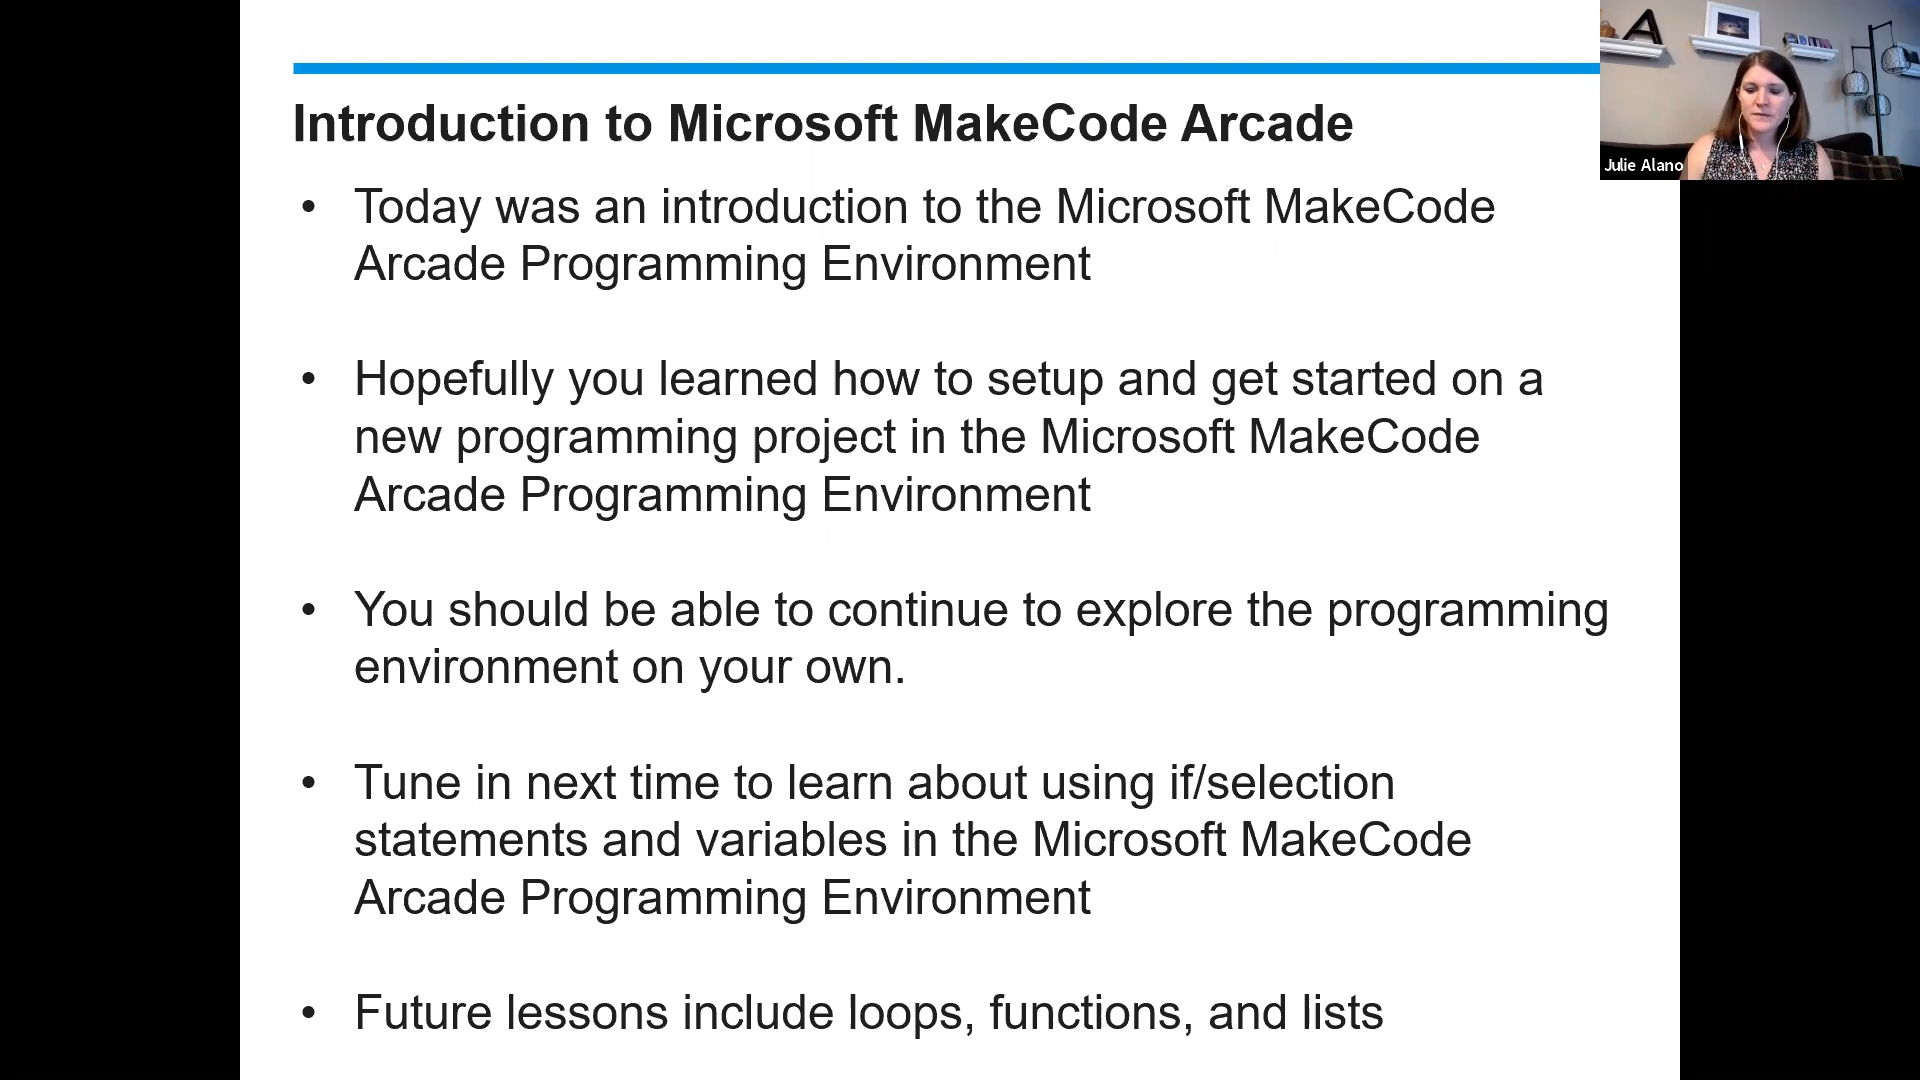 Introduction to Microsoft MakeCode Arcade
• Today was an introduction to the Microsoft MakeCode
Arcade Programming Environment
• Hopefully you learned how to setup and get started on a
new programming project in the Microsoft MakeCode
Arcade Programming Environment
• You should be able to continue to explore the programming
environment on your own.
• Tune in next time to learn about using if/selection
statements and variables in the Microsoft MakeCode
Arcade Programming Environment
• Future lessons include loops, functions, and lists
A
Julie Alano